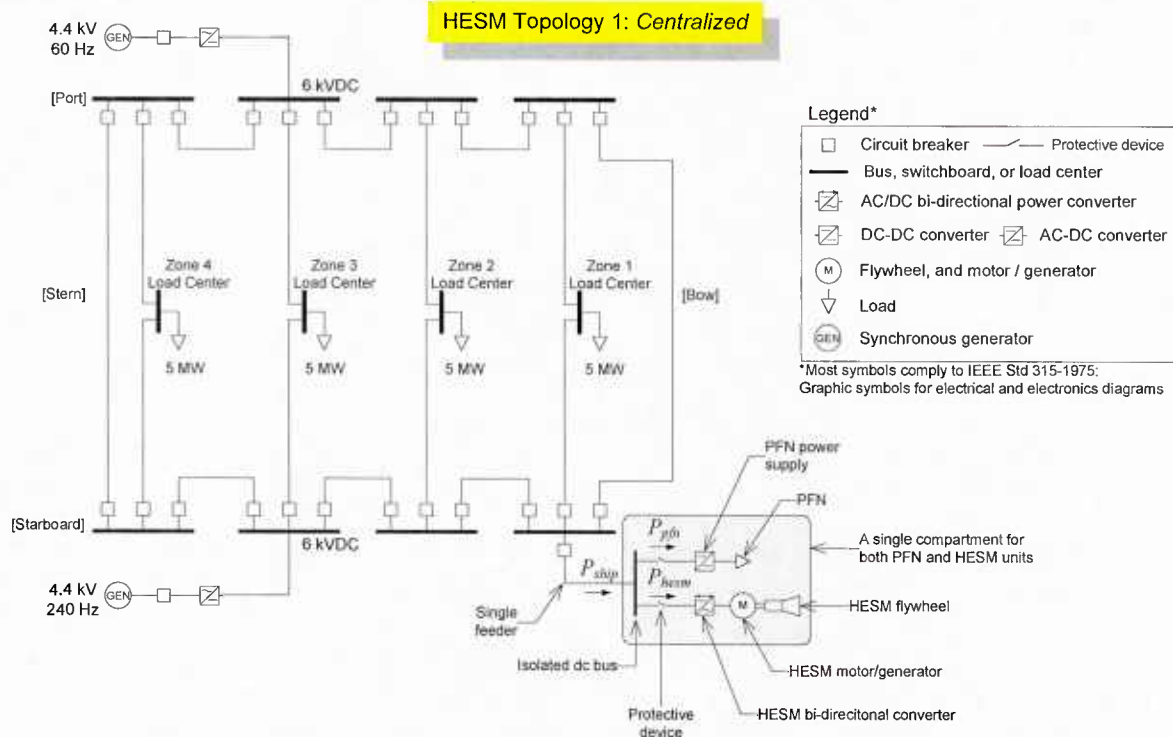 HESM Topology 1: Centralized
4.4 kV
60 Hz
GEN
6 kVDC
[Port]
Legend*
Circuit breaker
Protective device
Bus, switchboard, or load center
AC/DC bi-directional power converter
DC-DC converter
AC-DC converter
M
Flywheel, and motor / generator
Load
GEN
Synchronous generator
*Most symbols comply to IEEE Std 315-1975:
Graphic symbols for electrical and electronics diagrams
[Stern]
Zone 4
Load Center
5 MW
Zone 3
Load Center
5 MW
Zone 2
Load Center
5 MW
Zone 1
Load Center
5 MW
[Bow]
[Starboard]
6 kVDC
4.4 kV
240 Hz
GEN
PFN power
supply
PFN
P_pfn
P_ship
P_hesm
M
A single compartment for
both PFN and HESM units
HESM flywheel
Single
feeder
Isolated dc bus
HESM motor/generator
Protective
device
HESM bi-direcitonal converter